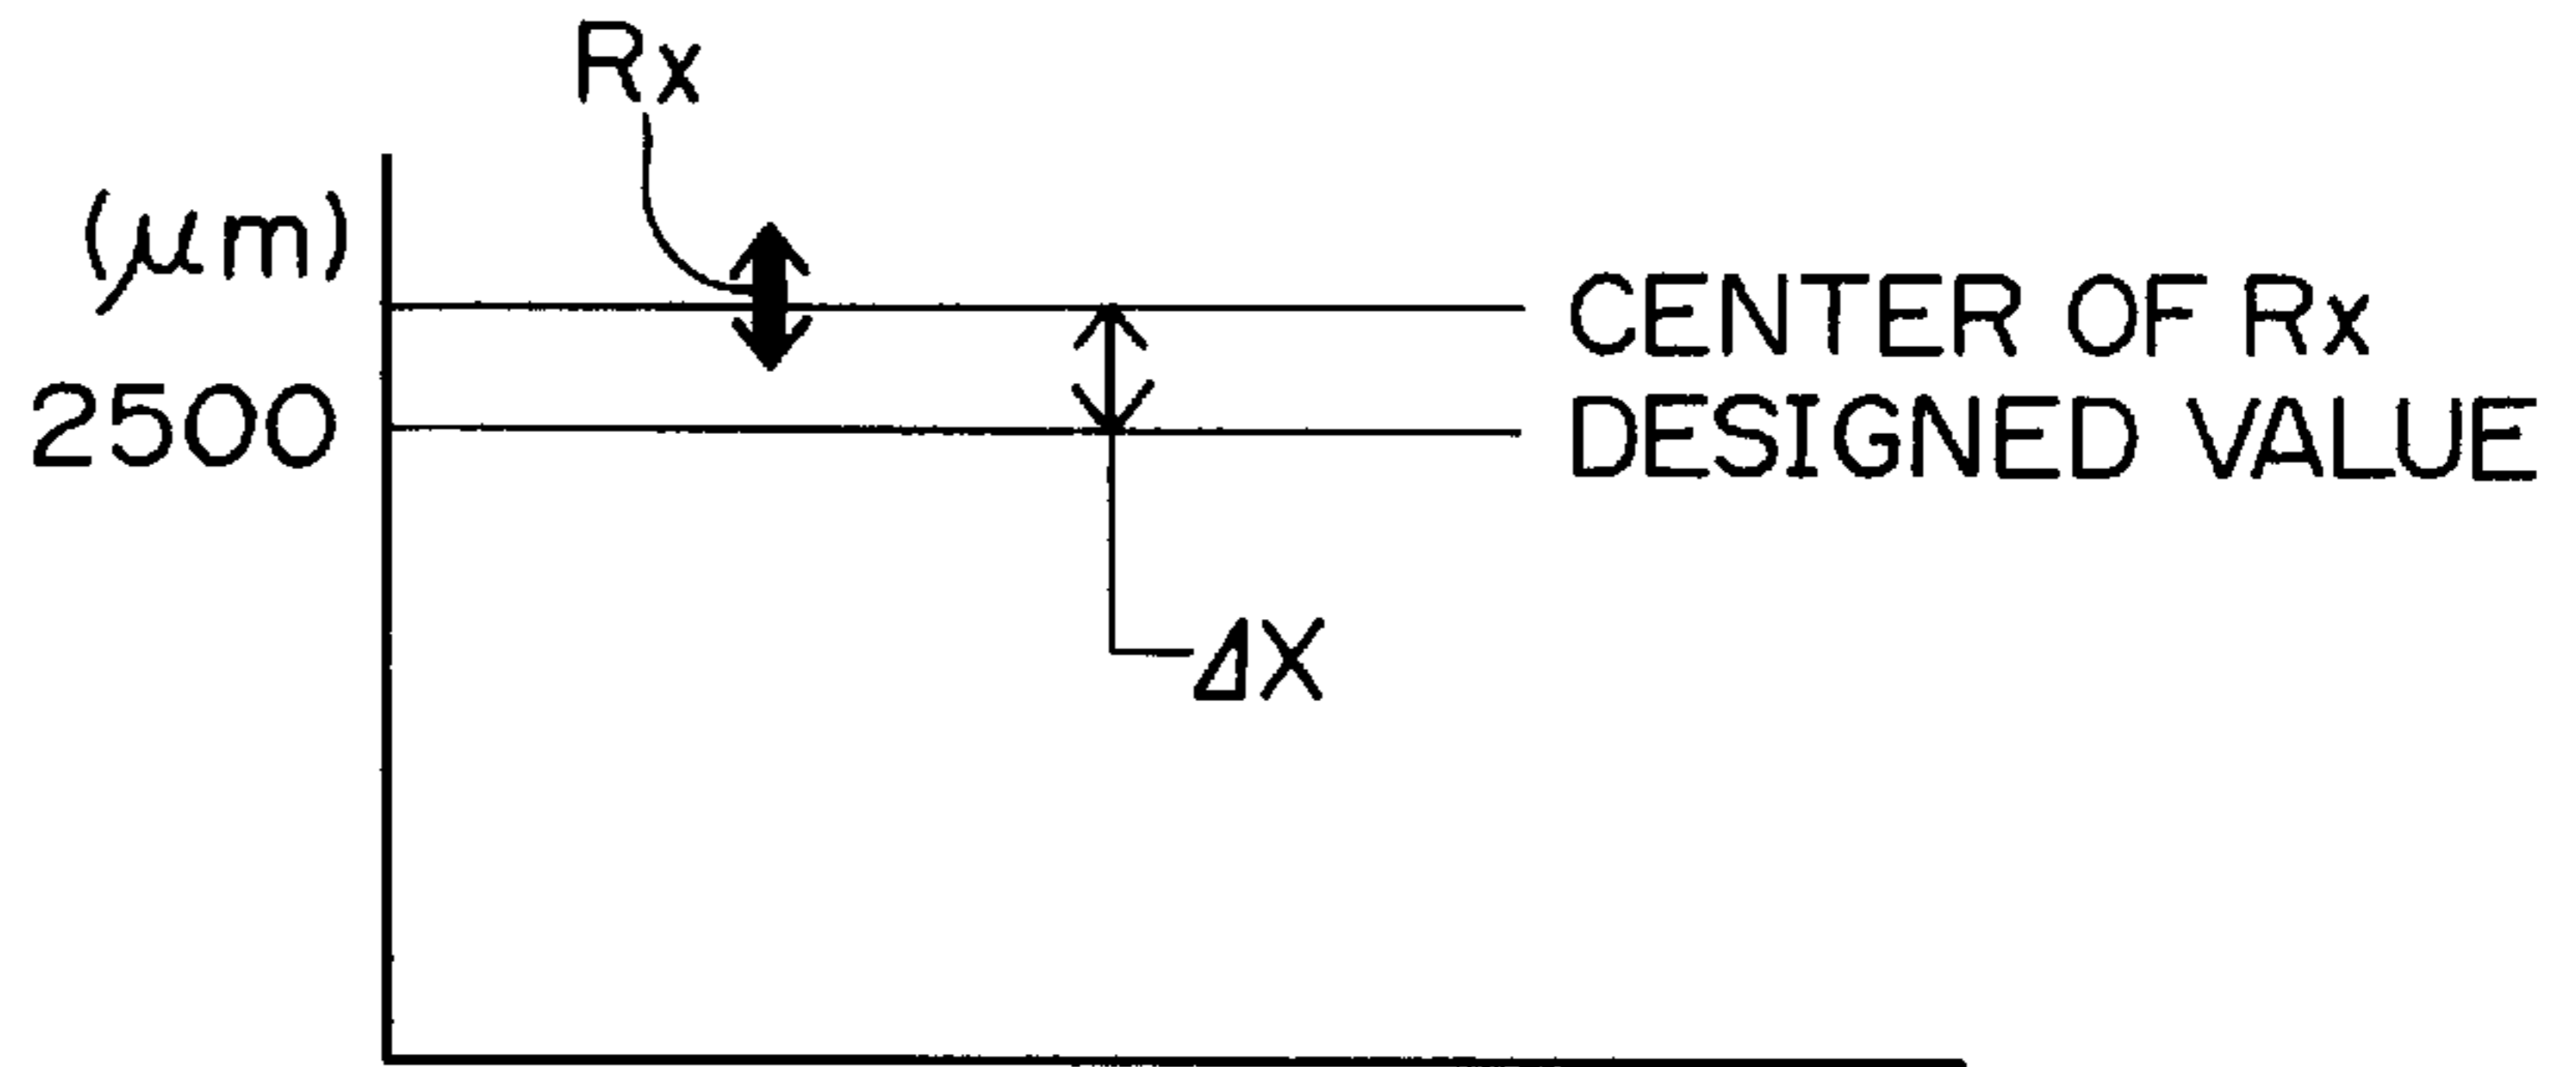 Rx
(μm)
CENTER OF Rx
2500
DESIGNED VALUE
ΔX